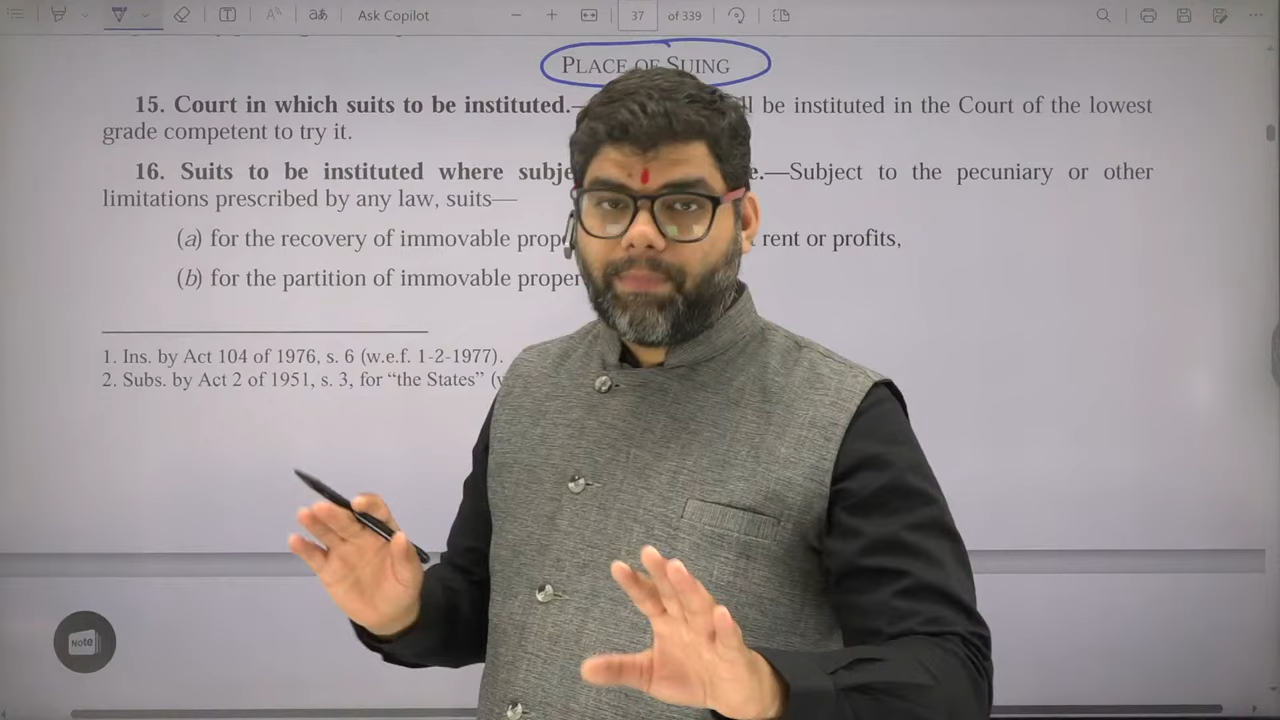 Ask Copilot
37 of 339
PLACE OF SUING
15. Court in which suits to be instituted.— ll be instituted in the Court of the lowest
grade competent to try it.
16. Suits to be instituted where subje e.—Subject to the pecuniary or other
limitations prescribed by any law, suits—
(a) for the recovery of immovable prop rent or profits,
(b) for the partition of immovable proper
1. Ins. by Act 104 of 1976, s. 6 (w.e.f. 1-2-1977).
2. Subs. by Act 2 of 1951, s. 3, for “the States” (
Note